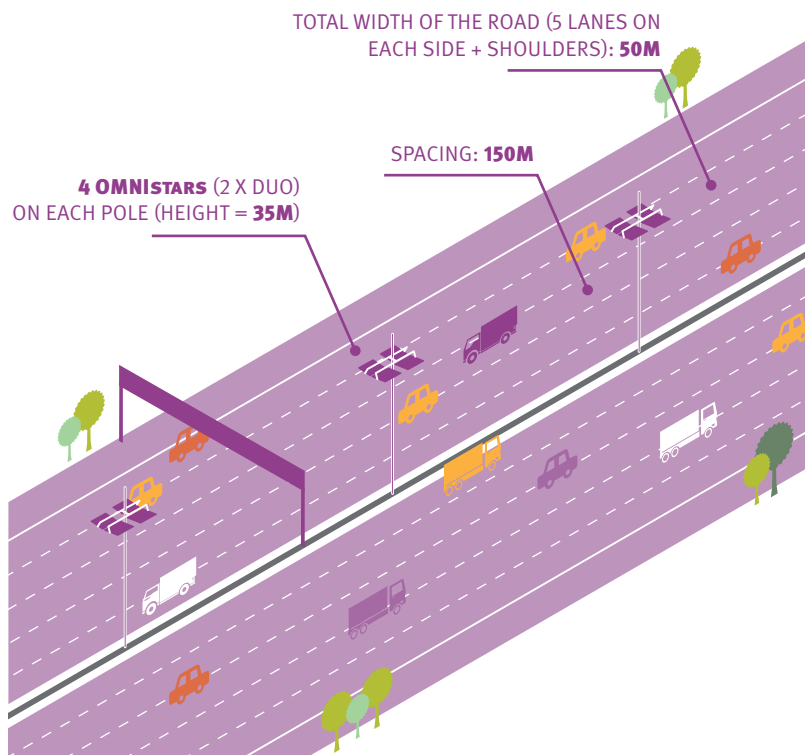 TOTAL WIDTH OF THE ROAD (5 LANES ON
EACH SIDE + SHOULDERS): 50M
SPACING: 150M
4 OMNISTARS (2 X DUO)
ON EACH POLE (HEIGHT = 35M)